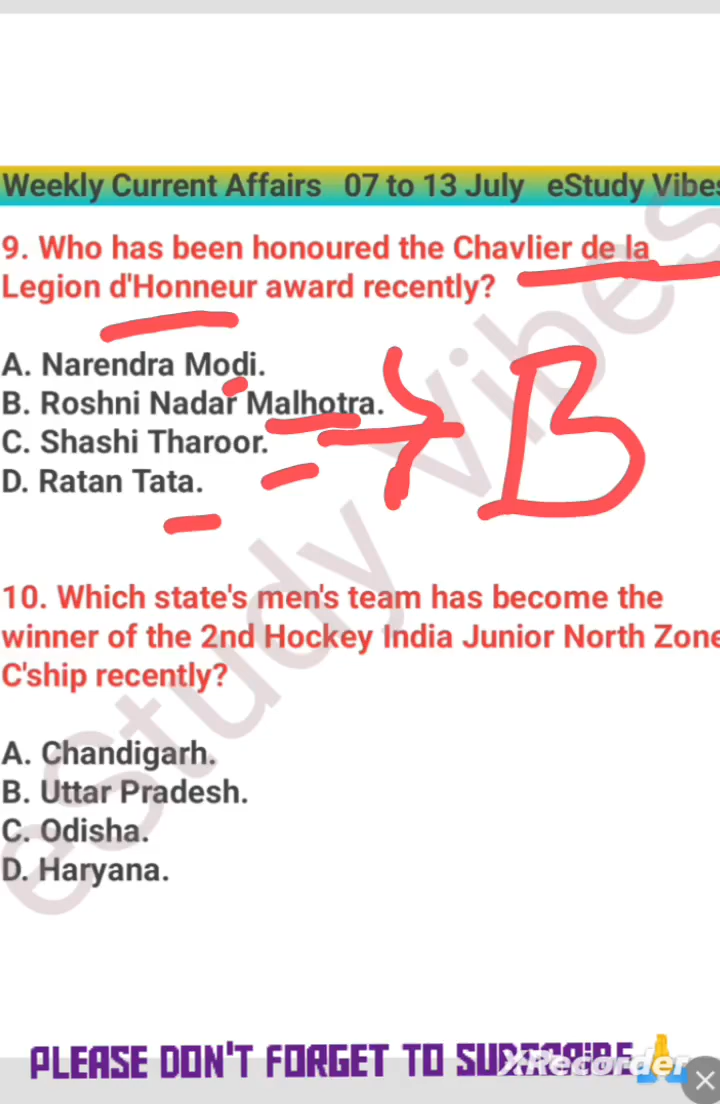 Weekly Current Affairs 07 to 13 July eStudy Vibes
9. Who has been honoured the Chavlier de la
Legion d'Honneur award recently?
A. Narendra Modi.
B. Roshni Nadar Malhotra.
C. Shashi Tharoor.
D. Ratan Tata.
B
10. Which state's men's team has become the
winner of the 2nd Hockey India Junior North Zone
C'ship recently?
A. Chandigarh.
B. Uttar Pradesh.
C. Odisha.
D. Haryana.
eStudy Vibes
PLEASE DON'T FORGET TO SUBSCRIBE
XRecorder